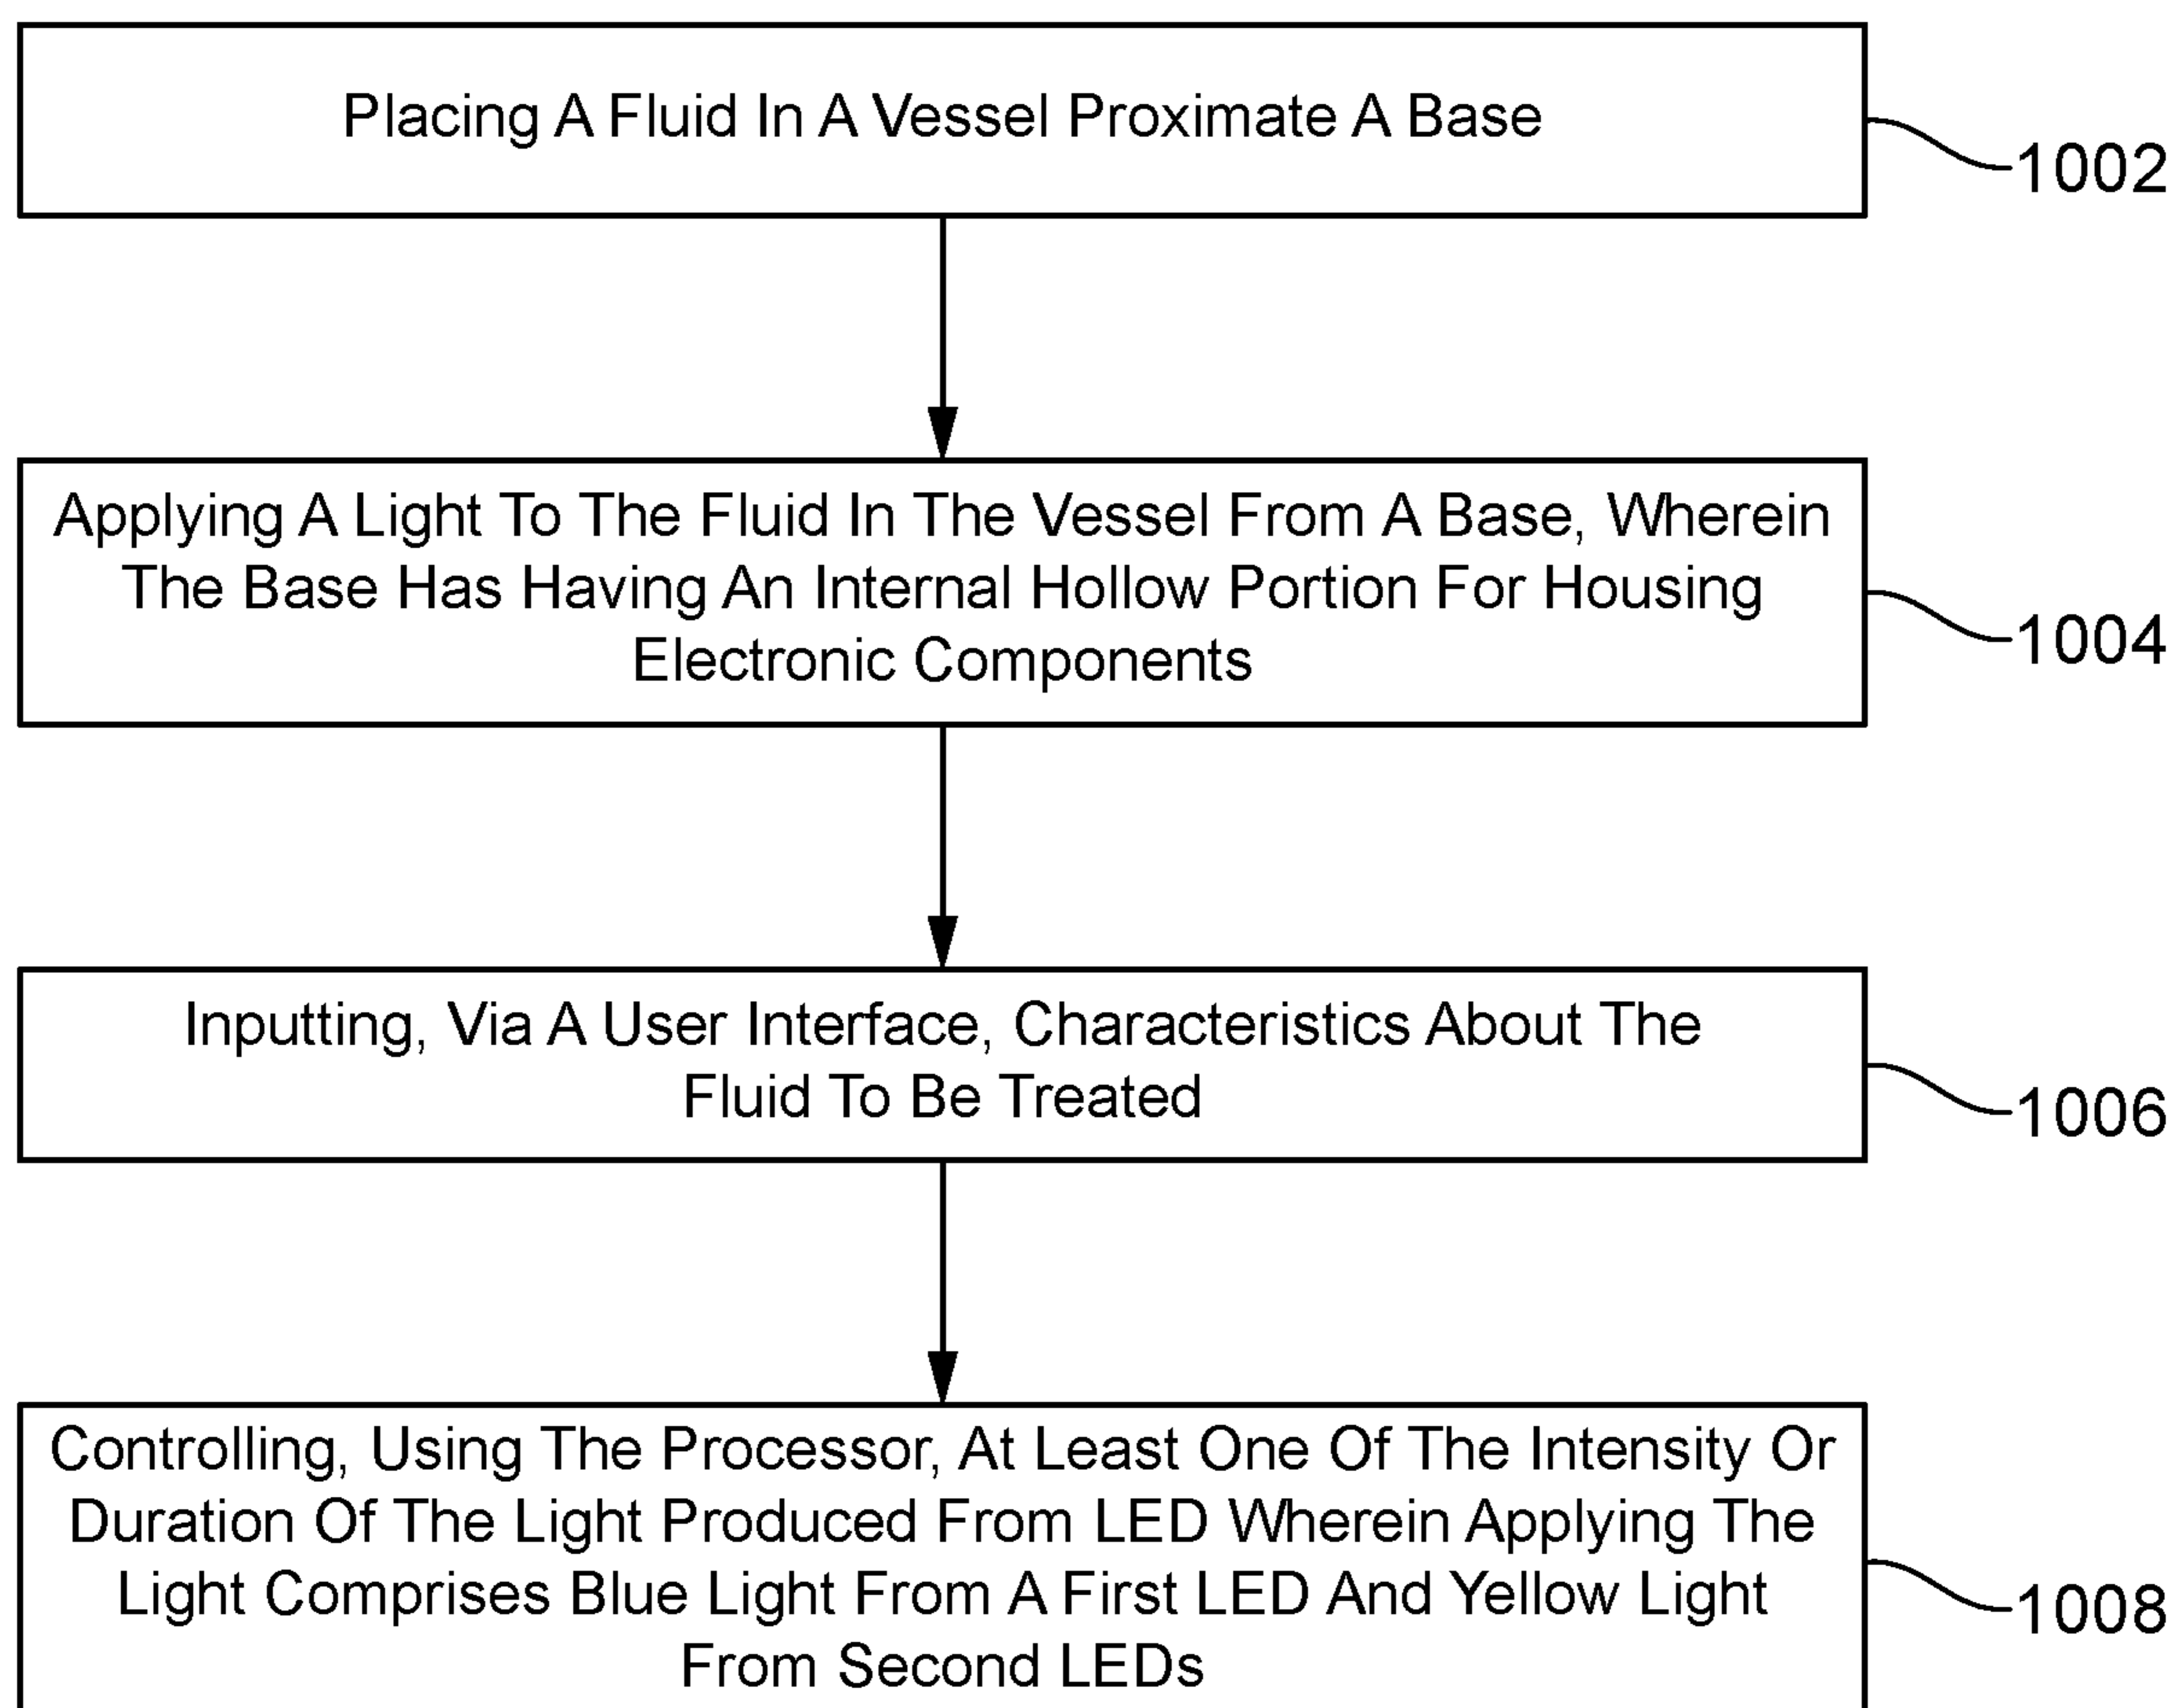 Placing A Fluid In A Vessel Proximate A Base
1002
Applying A Light To The Fluid In The Vessel From A Base, Wherein
The Base Has Having An Internal Hollow Portion For Housing
Electronic Components
1004
Inputting, Via A User Interface, Characteristics About The
Fluid To Be Treated
1006
Controlling, Using The Processor, At Least One Of The Intensity Or
Duration Of The Light Produced From LED Wherein Applying The
Light Comprises Blue Light From A First LED And Yellow Light
From Second LEDs
1008